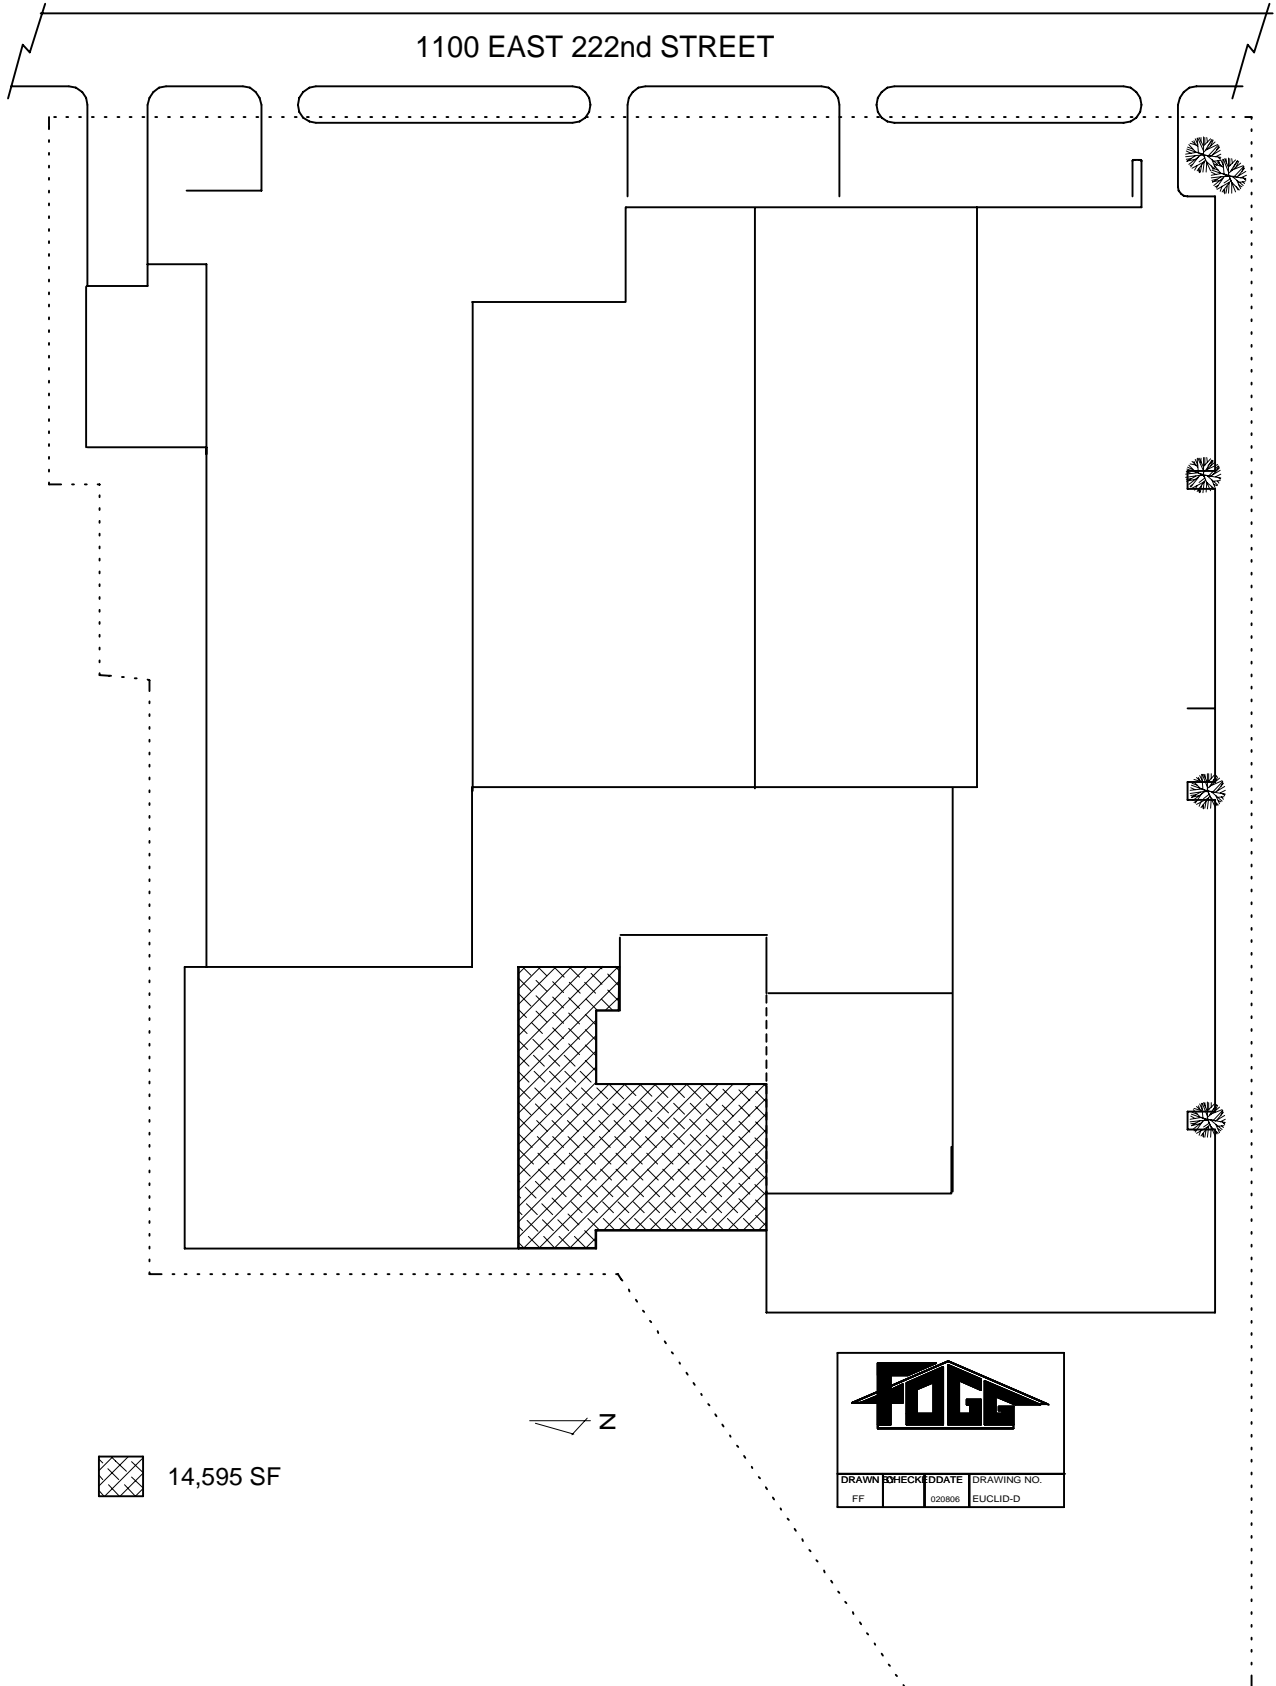 1100 EAST 222nd STREET
N
14,595 SF
FOGG
DRAWN BY CHECKED DATE DRAWING NO.
FF 020806 EUCLID-D